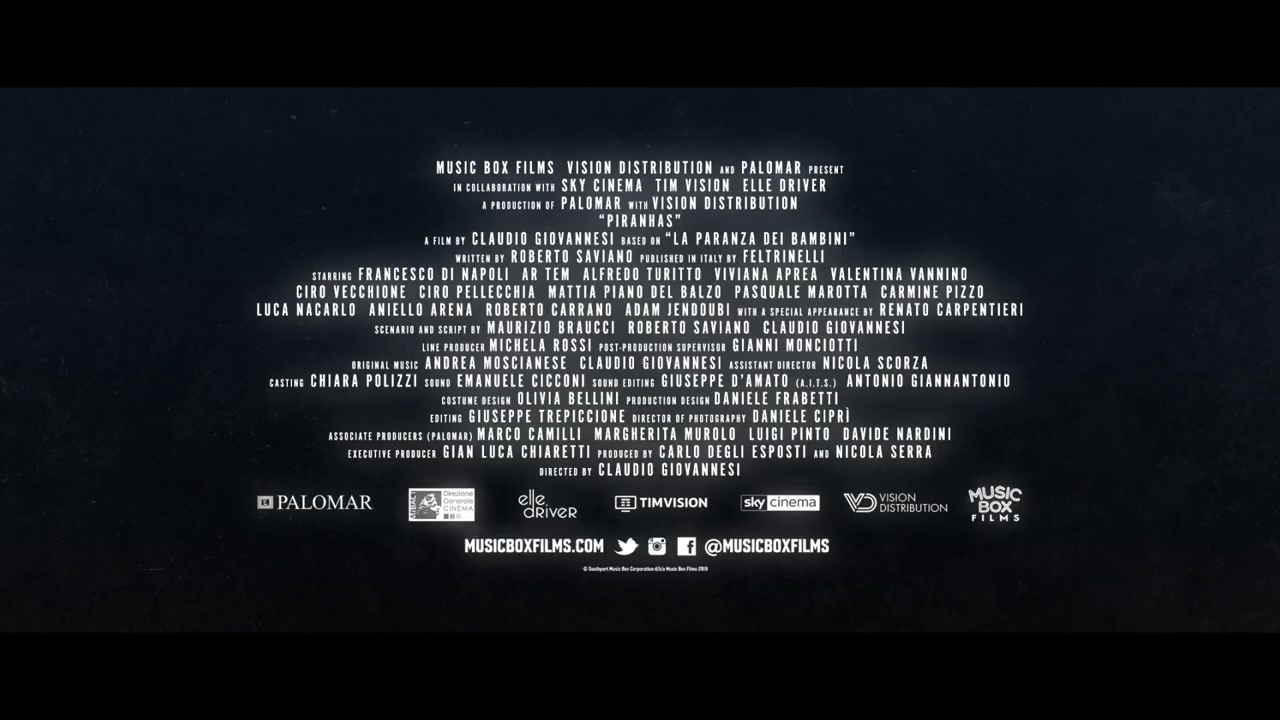 MUSIC BOX FILMS VISION DISTRIBUTION AND PALOMAR PRESENT
IN COLLABORATION WITH SKY CINEMA TIM VISION ELLE DRIVER
A PRODUCTION OF PALOMAR WITH VISION DISTRIBUTION
“PIRANHAS”
A FILM BY CLAUDIO GIOVANNESI BASED ON “LA PARANZA DEI BAMBINI”
WRITTEN BY ROBERTO SAVIANO PUBLISHED IN ITALY BY FELTRINELLI
STARRING FRANCESCO DI NAPOLI AR TEM ALFREDO TURITTO VIVIANA APREA VALENTINA VANNINO
CIRO VECCHIONE CIRO PELLECCHIA MATTIA PIANO DEL BALZO PASQUALE MAROTTA CARMINE PIZZO
LUCA NACARLO ANIELLO ARENA ROBERTO CARRANO ADAM JENDOUBI WITH A SPECIAL APPEARANCE BY RENATO CARPENTIERI
SCENARIO AND SCRIPT BY MAURIZIO BRAUCCI ROBERTO SAVIANO CLAUDIO GIOVANNESI
LINE PRODUCER MICHELA ROSSI POST-PRODUCTION SUPERVISOR GIANNI MONCIOTTI
ORIGINAL MUSIC ANDREA MOSCIANESE CLAUDIO GIOVANNESI ASSISTANT DIRECTOR NICOLA SCORZA
CASTING CHIARA POLIZZI SOUND EMANUELE CICCONI SOUND EDITING GIUSEPPE D’AMATO (A.I.T.S.) ANTONIO GIANNANTONIO
COSTUME DESIGN OLIVIA BELLINI PRODUCTION DESIGN DANIELE FRABETTI
EDITING GIUSEPPE TREPICCIONE DIRECTOR OF PHOTOGRAPHY DANIELE CIPRÌ
ASSOCIATE PRODUCERS (PALOMAR) MARCO CAMILLI MARGHERITA MUROLO LUIGI PINTO DAVIDE NARDINI
EXECUTIVE PRODUCER GIAN LUCA CHIARETTI PRODUCED BY CARLO DEGLI ESPOSTI AND NICOLA SERRA
DIRECTED BY CLAUDIO GIOVANNESI
PALOMAR
MiBAC
Direzione
Generale
CINEMA
elle
driver
TIMVISION
sky cinema
VISION
DISTRIBUTION
MUSIC
BOX
FILMS
MUSICBOXFILMS.COM @MUSICBOXFILMS
© Southport Music Box Corporation d/b/a Music Box Films 2019